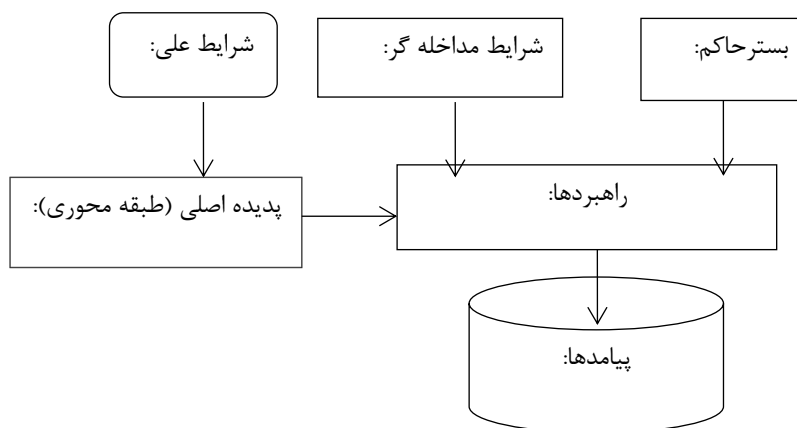 بسترحاکم:
شرایط مداخله گر:
شرایط علی:
راهبردها:
پدیده اصلی (طبقه محوری):
پیامدها: